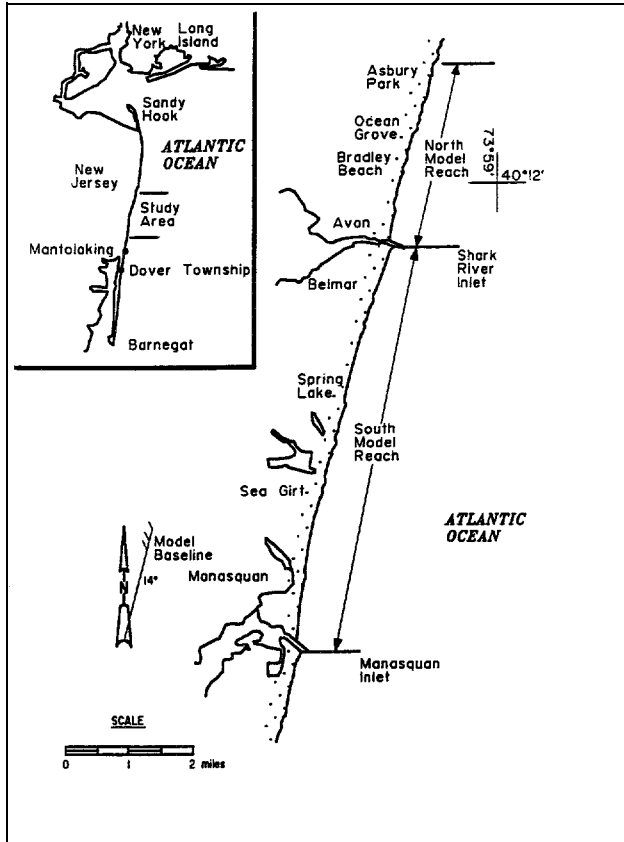 New York
Long Island
Sandy Hook
ATLANTIC
OCEAN
New Jersey
Study
Area
Mantoloking
Dover Township
Barnegat
Asbury
Park
Ocean
Grove
Bradley
Beach
North
Model
Reach
73°59'
40°12'
Avon
Shark
River
Inlet
Belmar
Spring
Lake
South
Model
Reach
Sea Girt
ATLANTIC
OCEAN
Model
Baseline
14°
N
Manasquan
Manasquan
Inlet
SCALE
0 1 2 miles